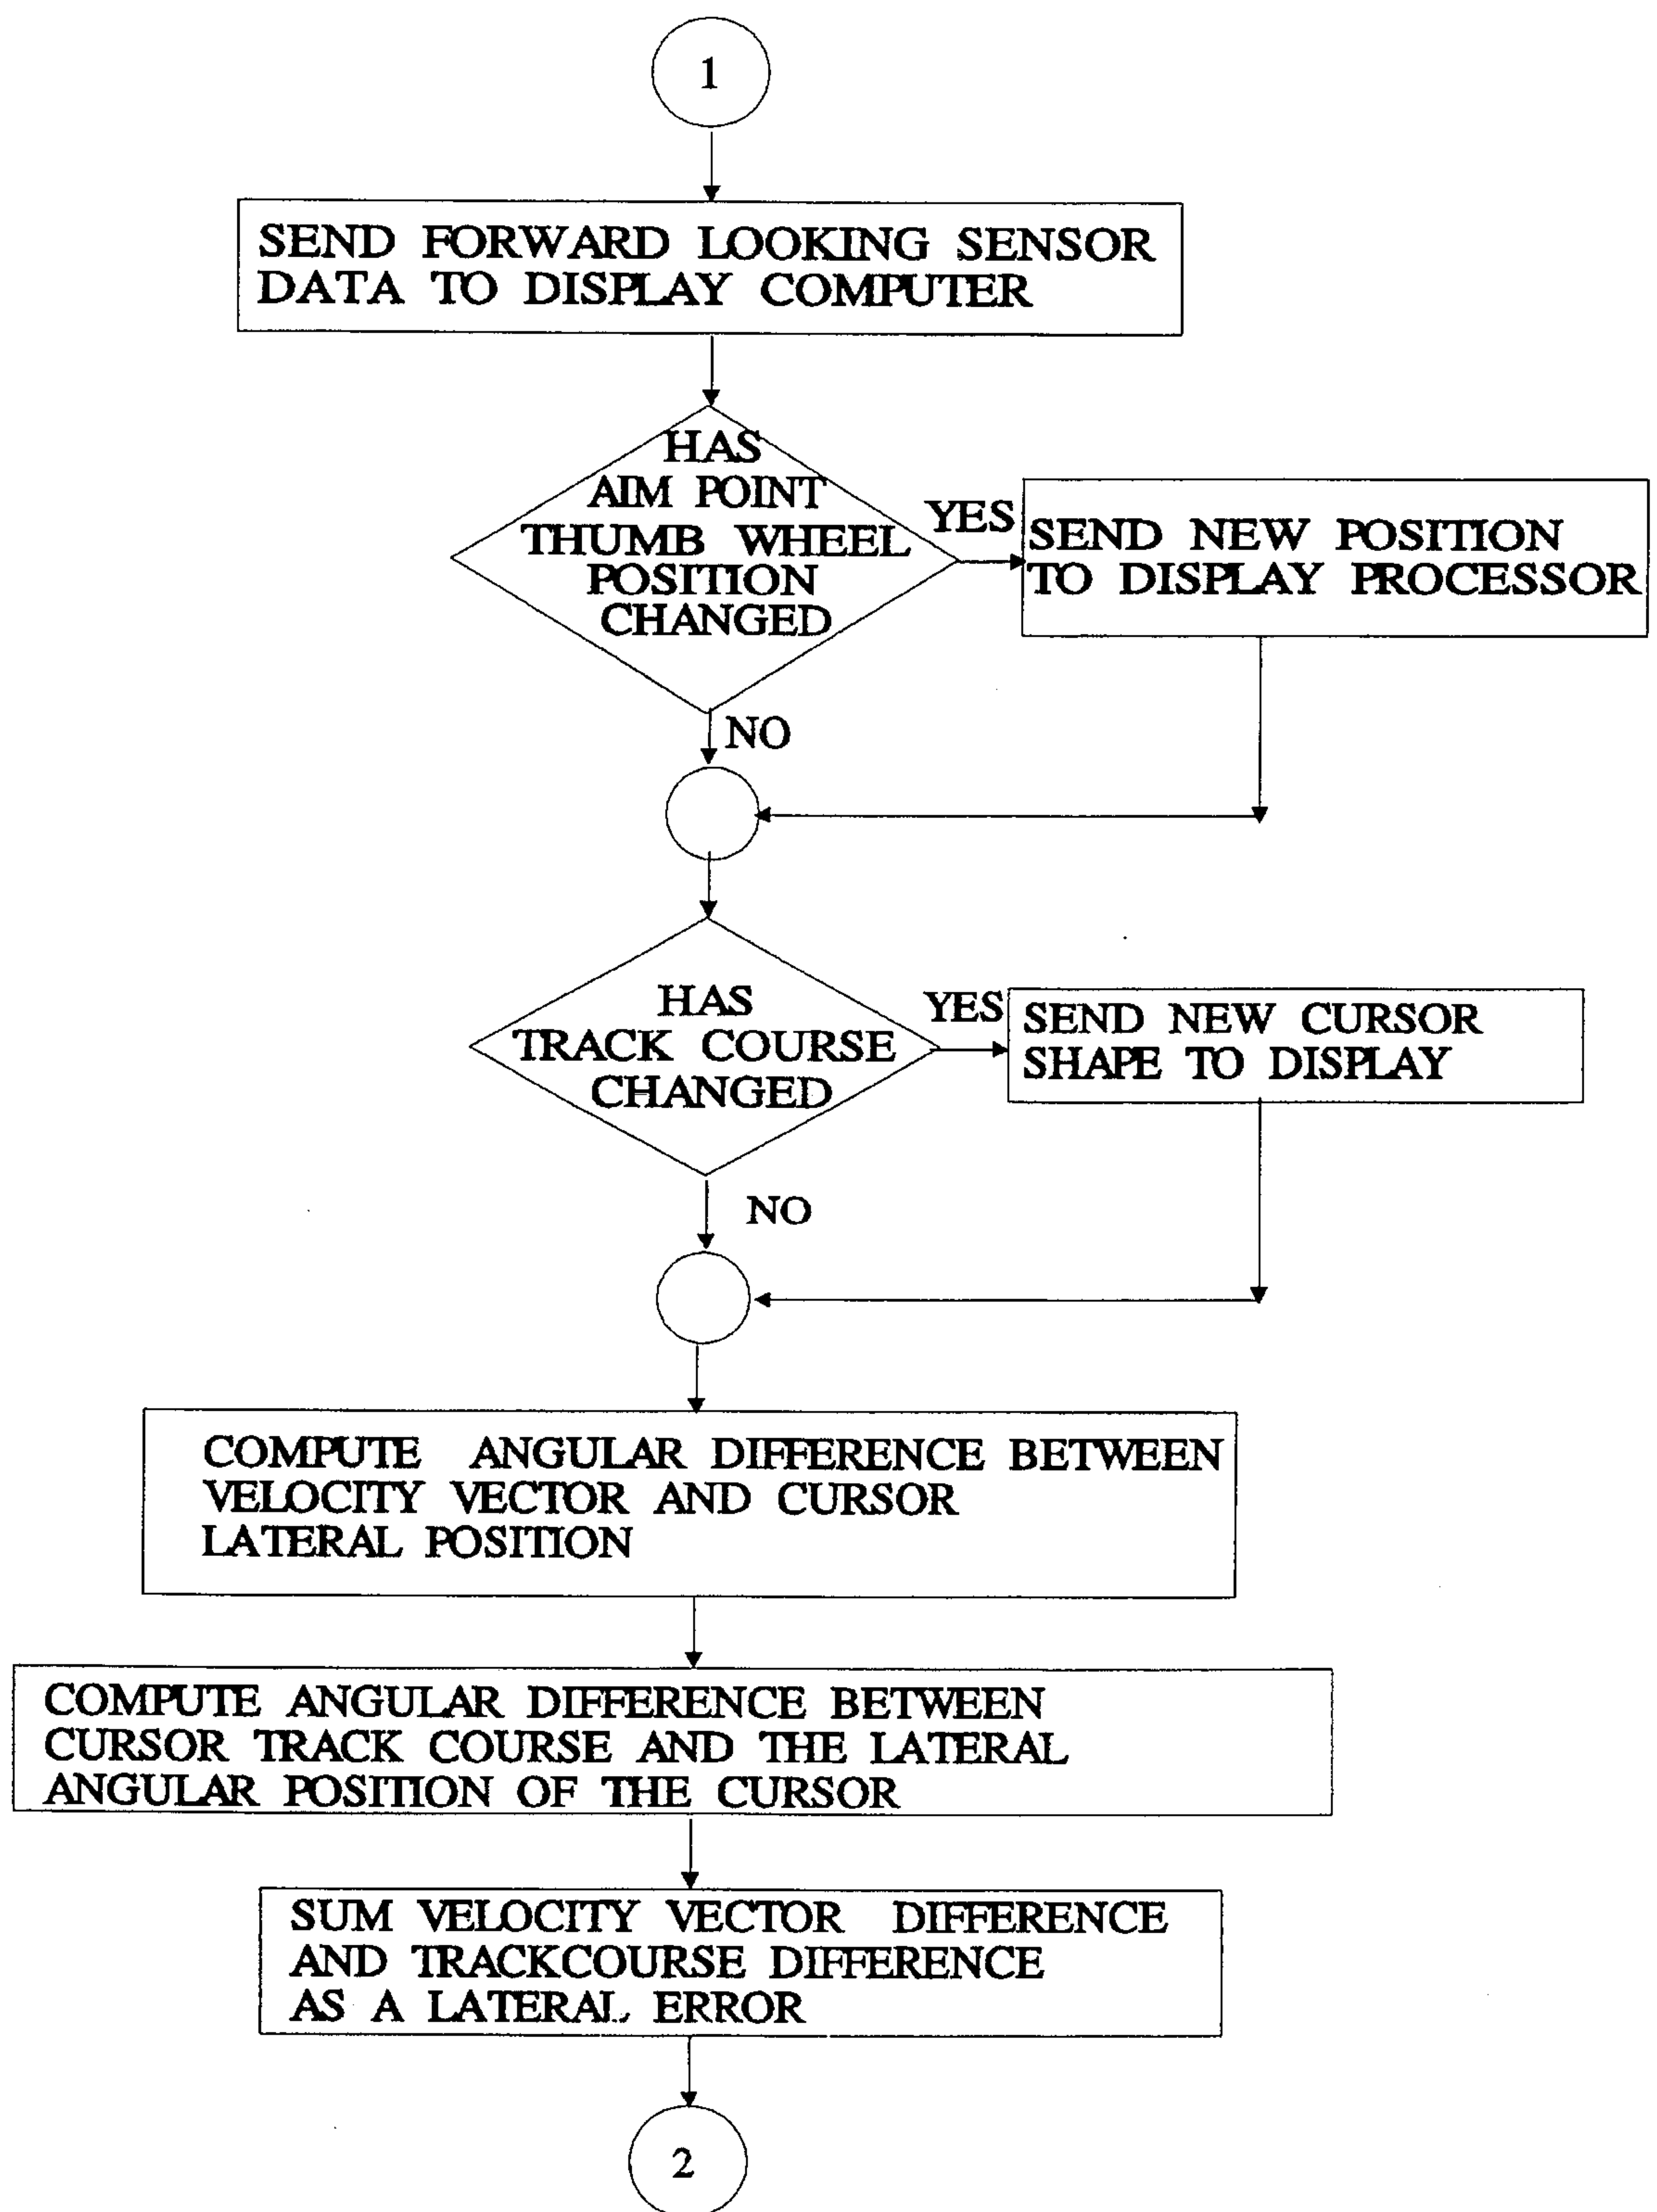 1
SEND FORWARD LOOKING SENSOR
DATA TO DISPLAY COMPUTER
HAS
AIM POINT
THUMB WHEEL
POSITION
CHANGED
YES
SEND NEW POSITION
TO DISPLAY PROCESSOR
NO
HAS
TRACK COURSE
CHANGED
YES
SEND NEW CURSOR
SHAPE TO DISPLAY
NO
COMPUTE ANGULAR DIFFERENCE BETWEEN
VELOCITY VECTOR AND CURSOR
LATERAL POSITION
COMPUTE ANGULAR DIFFERENCE BETWEEN
CURSOR TRACK COURSE AND THE LATERAL
ANGULAR POSITION OF THE CURSOR
SUM VELOCITY VECTOR DIFFERENCE
AND TRACKCOURSE DIFFERENCE
AS A LATERAL ERROR
2